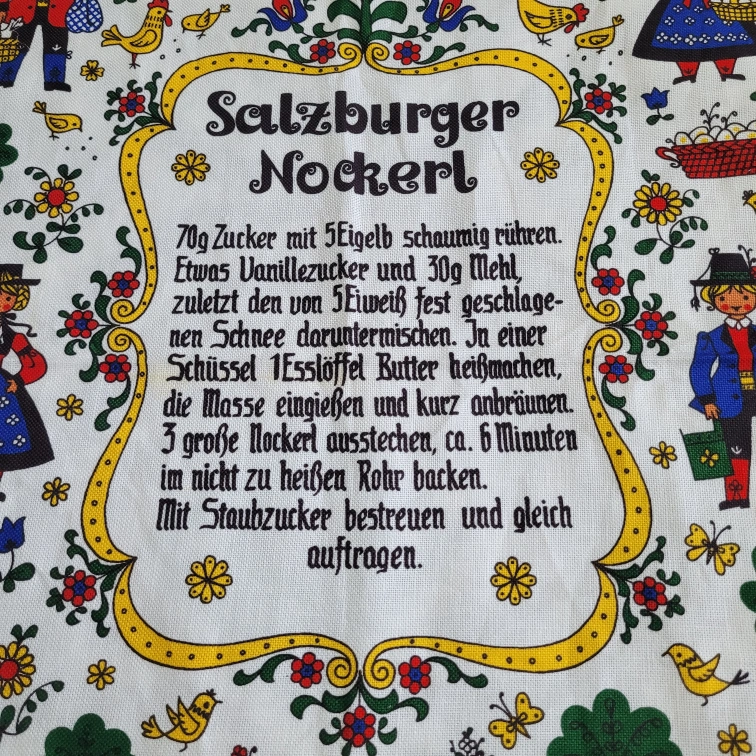 Salzburger
Nockerl
70g Zucker mit 5Eigelb schaumig rühren.
Etwas Vanillezucker und 30g Mehl,
zuletzt den von 5Eiweiß fest geschlage-
nen Schnee daruntermischen. In einer
Schüssel 1Esslöffel Butter heißmachen,
die Masse eingießen und kurz anbräunen.
3 große Nockerl ausstechen, ca. 6 Minuten
im nicht zu heißen Rohr backen.
Mit Staubzucker bestreuen und gleich
auftragen.